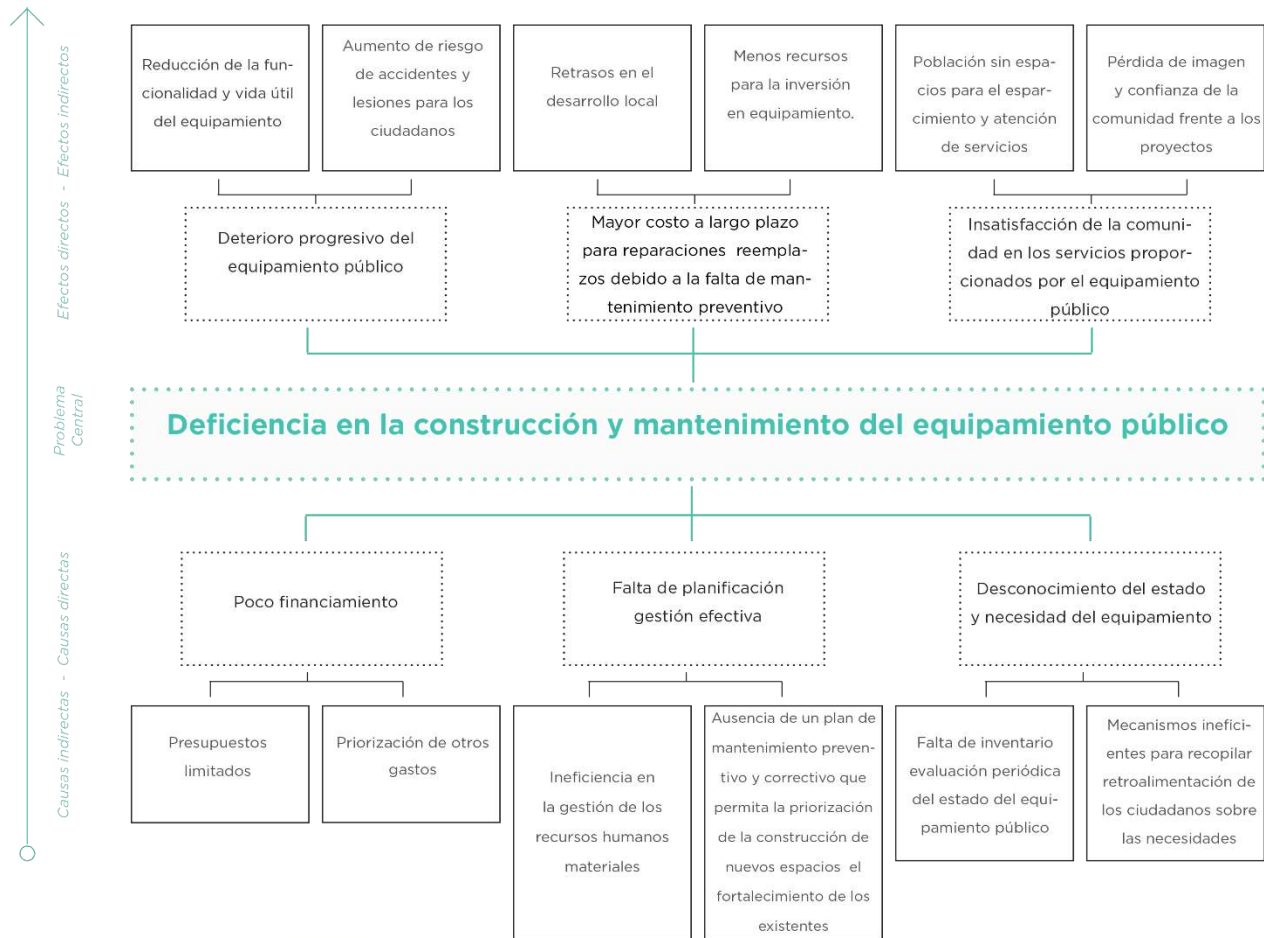 Efectos directos - Efectos indirectos
Reducción de la fun-
cionalidad y vida útil
del equipamiento
Aumento de riesgo
de accidentes y
lesiones para los
ciudadanos
Retrasos en el
desarrollo local
Menos recursos
para la inversión
en equipamiento.
Población sin espa-
cios para el espar-
cimiento y atención
de servicios
Pérdida de imagen
y confianza de la
comunidad frente a los
proyectos
Deterioro progresivo del
equipamiento público
Mayor costo a largo plazo
para reparaciones reempla-
zos debido a la falta de man-
tenimiento preventivo
Insatisfacción de la comuni-
dad en los servicios propor-
cionados por el equipamiento
público
Problema
Central
Deficiencia en la construcción y mantenimiento del equipamiento público
Causas indirectas - Causas directas
Poco financiamiento
Falta de planificación
gestión efectiva
Desconocimiento del estado
y necesidad del equipamiento
Presupuestos
limitados
Priorización de otros
gastos
Ineficiencia en
la gestión de los
recursos humanos
materiales
Ausencia de un plan de
mantenimiento preven-
tivo y correctivo que
permita la priorización
de la construcción de
nuevos espacios el
fortalecimiento de los
existentes
Falta de inventario
evaluación periódica
del estado del equi-
pamiento público
Mecanismos inefici-
entes para recopilar
retroalimentación de
los ciudadanos sobre
las necesidades